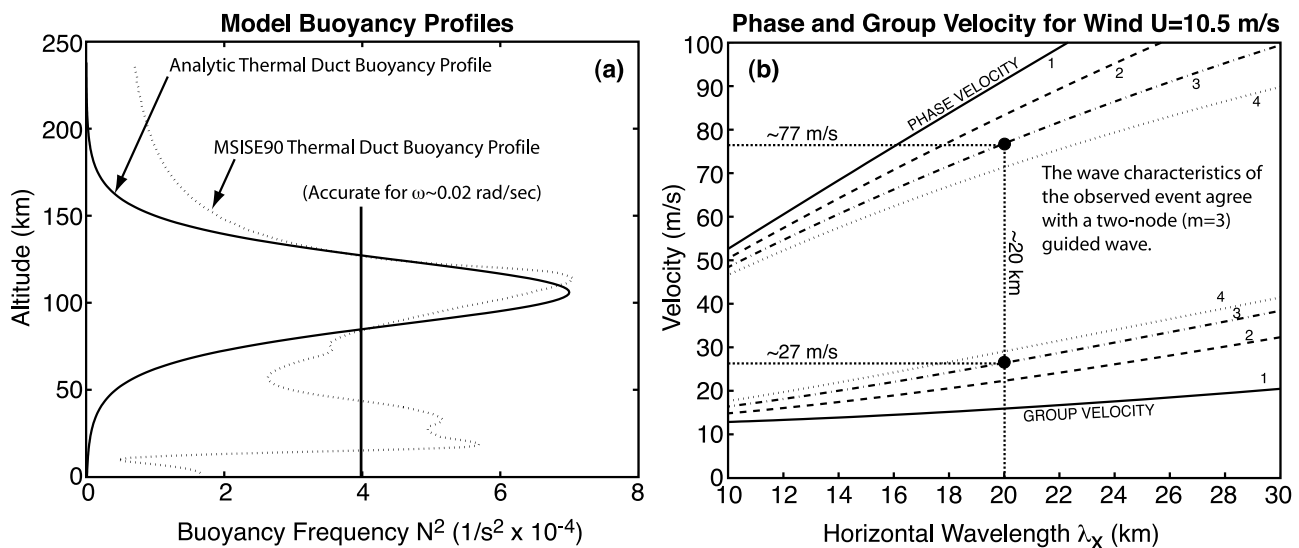 Model Buoyancy Profiles
250
200
150
100
50
0
0
2
4
6
8
Altitude (km)
Buoyancy Frequency N² (1/s² x 10⁻⁴)
(a)
Analytic Thermal Duct Buoyancy Profile
MSISE90 Thermal Duct Buoyancy Profile
(Accurate for ω~0.02 rad/sec)
Phase and Group Velocity for Wind U=10.5 m/s
100
90
80
70
60
50
40
30
20
10
0
10
12
14
16
18
20
22
24
26
28
30
Velocity (m/s)
Horizontal Wavelength λx (km)
(b)
PHASE VELOCITY
1
2
3
4
~77 m/s
The wave characteristics
of the observed event agree
with a two-node (m=3)
guided wave.
~20 km
~27 m/s
4
3
2
1
GROUP VELOCITY